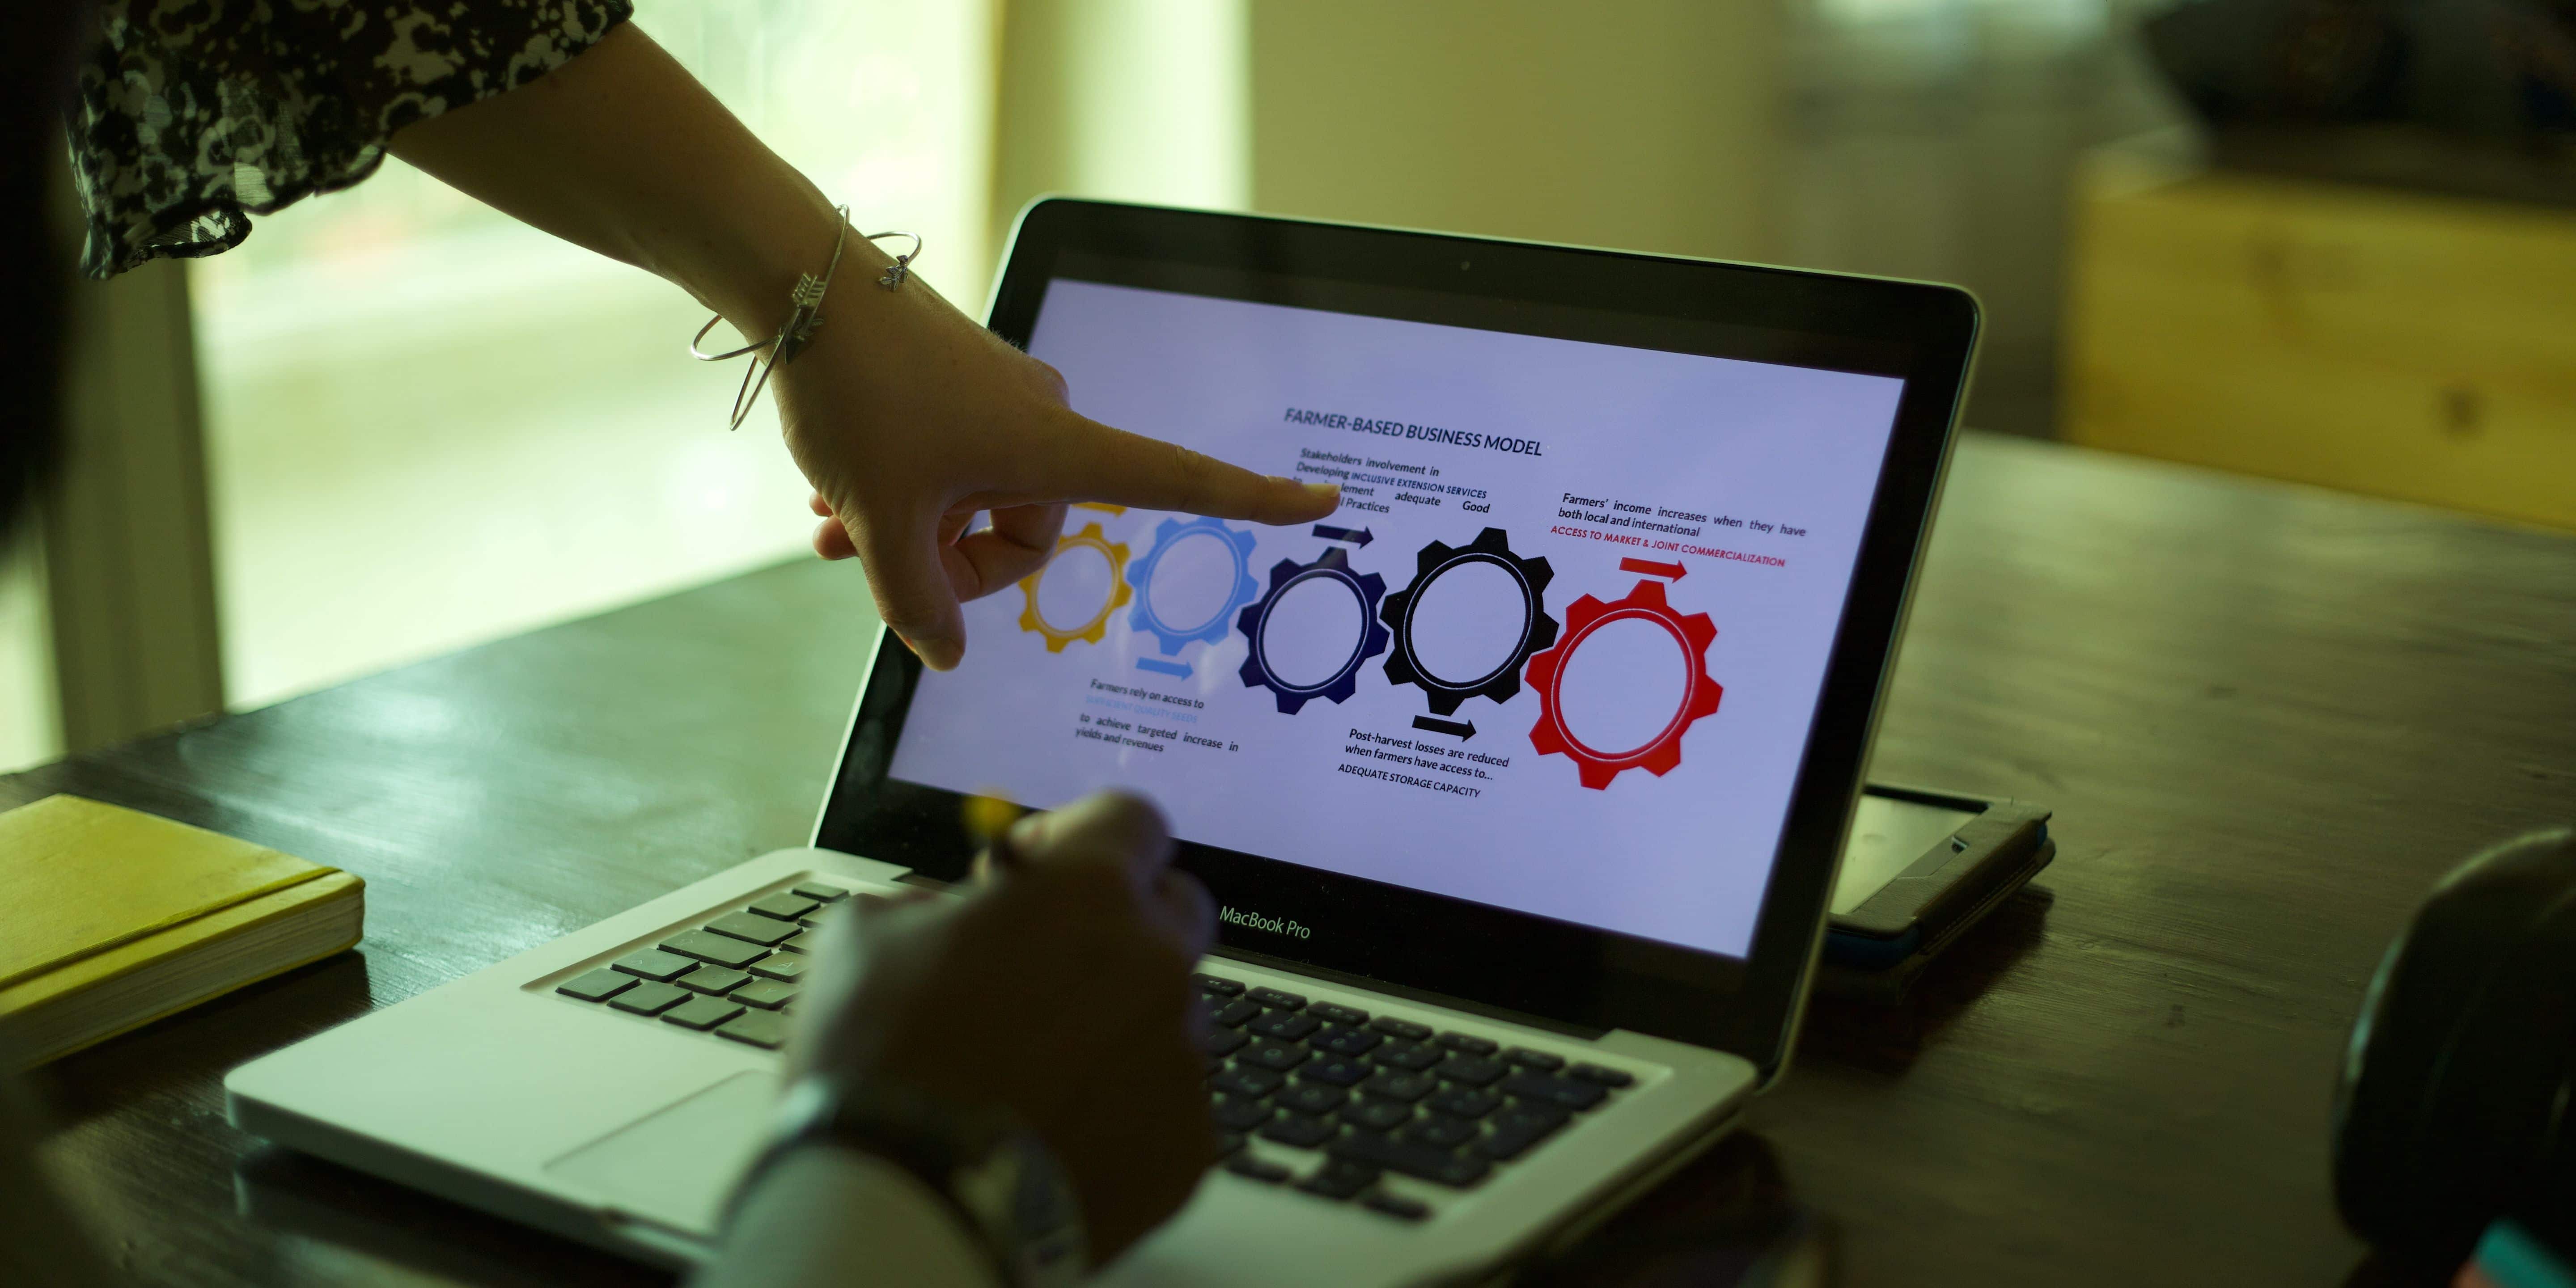 FARMER-BASED BUSINESS MODEL
Stakeholders involvement in
Developing INCLUSIVE EXTENSION SERVICES
adequate Good
Practices
Farmers' income increases when they have
both local and international
ACCESS TO MARKET & JOINT COMMERCIALIZATION
Farmers rely on access to
QUALITY SEEDS
to achieve targeted increase in
yields and revenues
Post-harvest losses are reduced
when farmers have access to...
ADEQUATE STORAGE CAPACITY
MacBook Pro